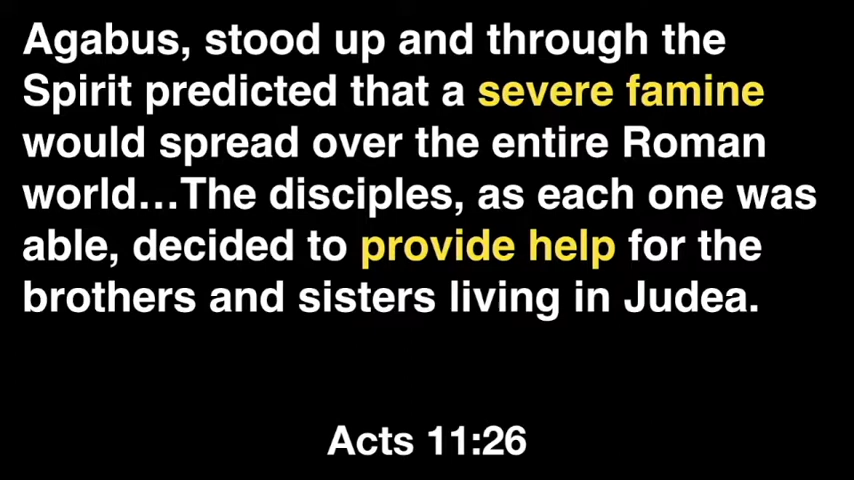 Agabus, stood up and through the
Spirit predicted that a severe famine
would spread over the entire Roman
world…The disciples, as each one was
able, decided to provide help for the
brothers and sisters living in Judea.
Acts 11:26